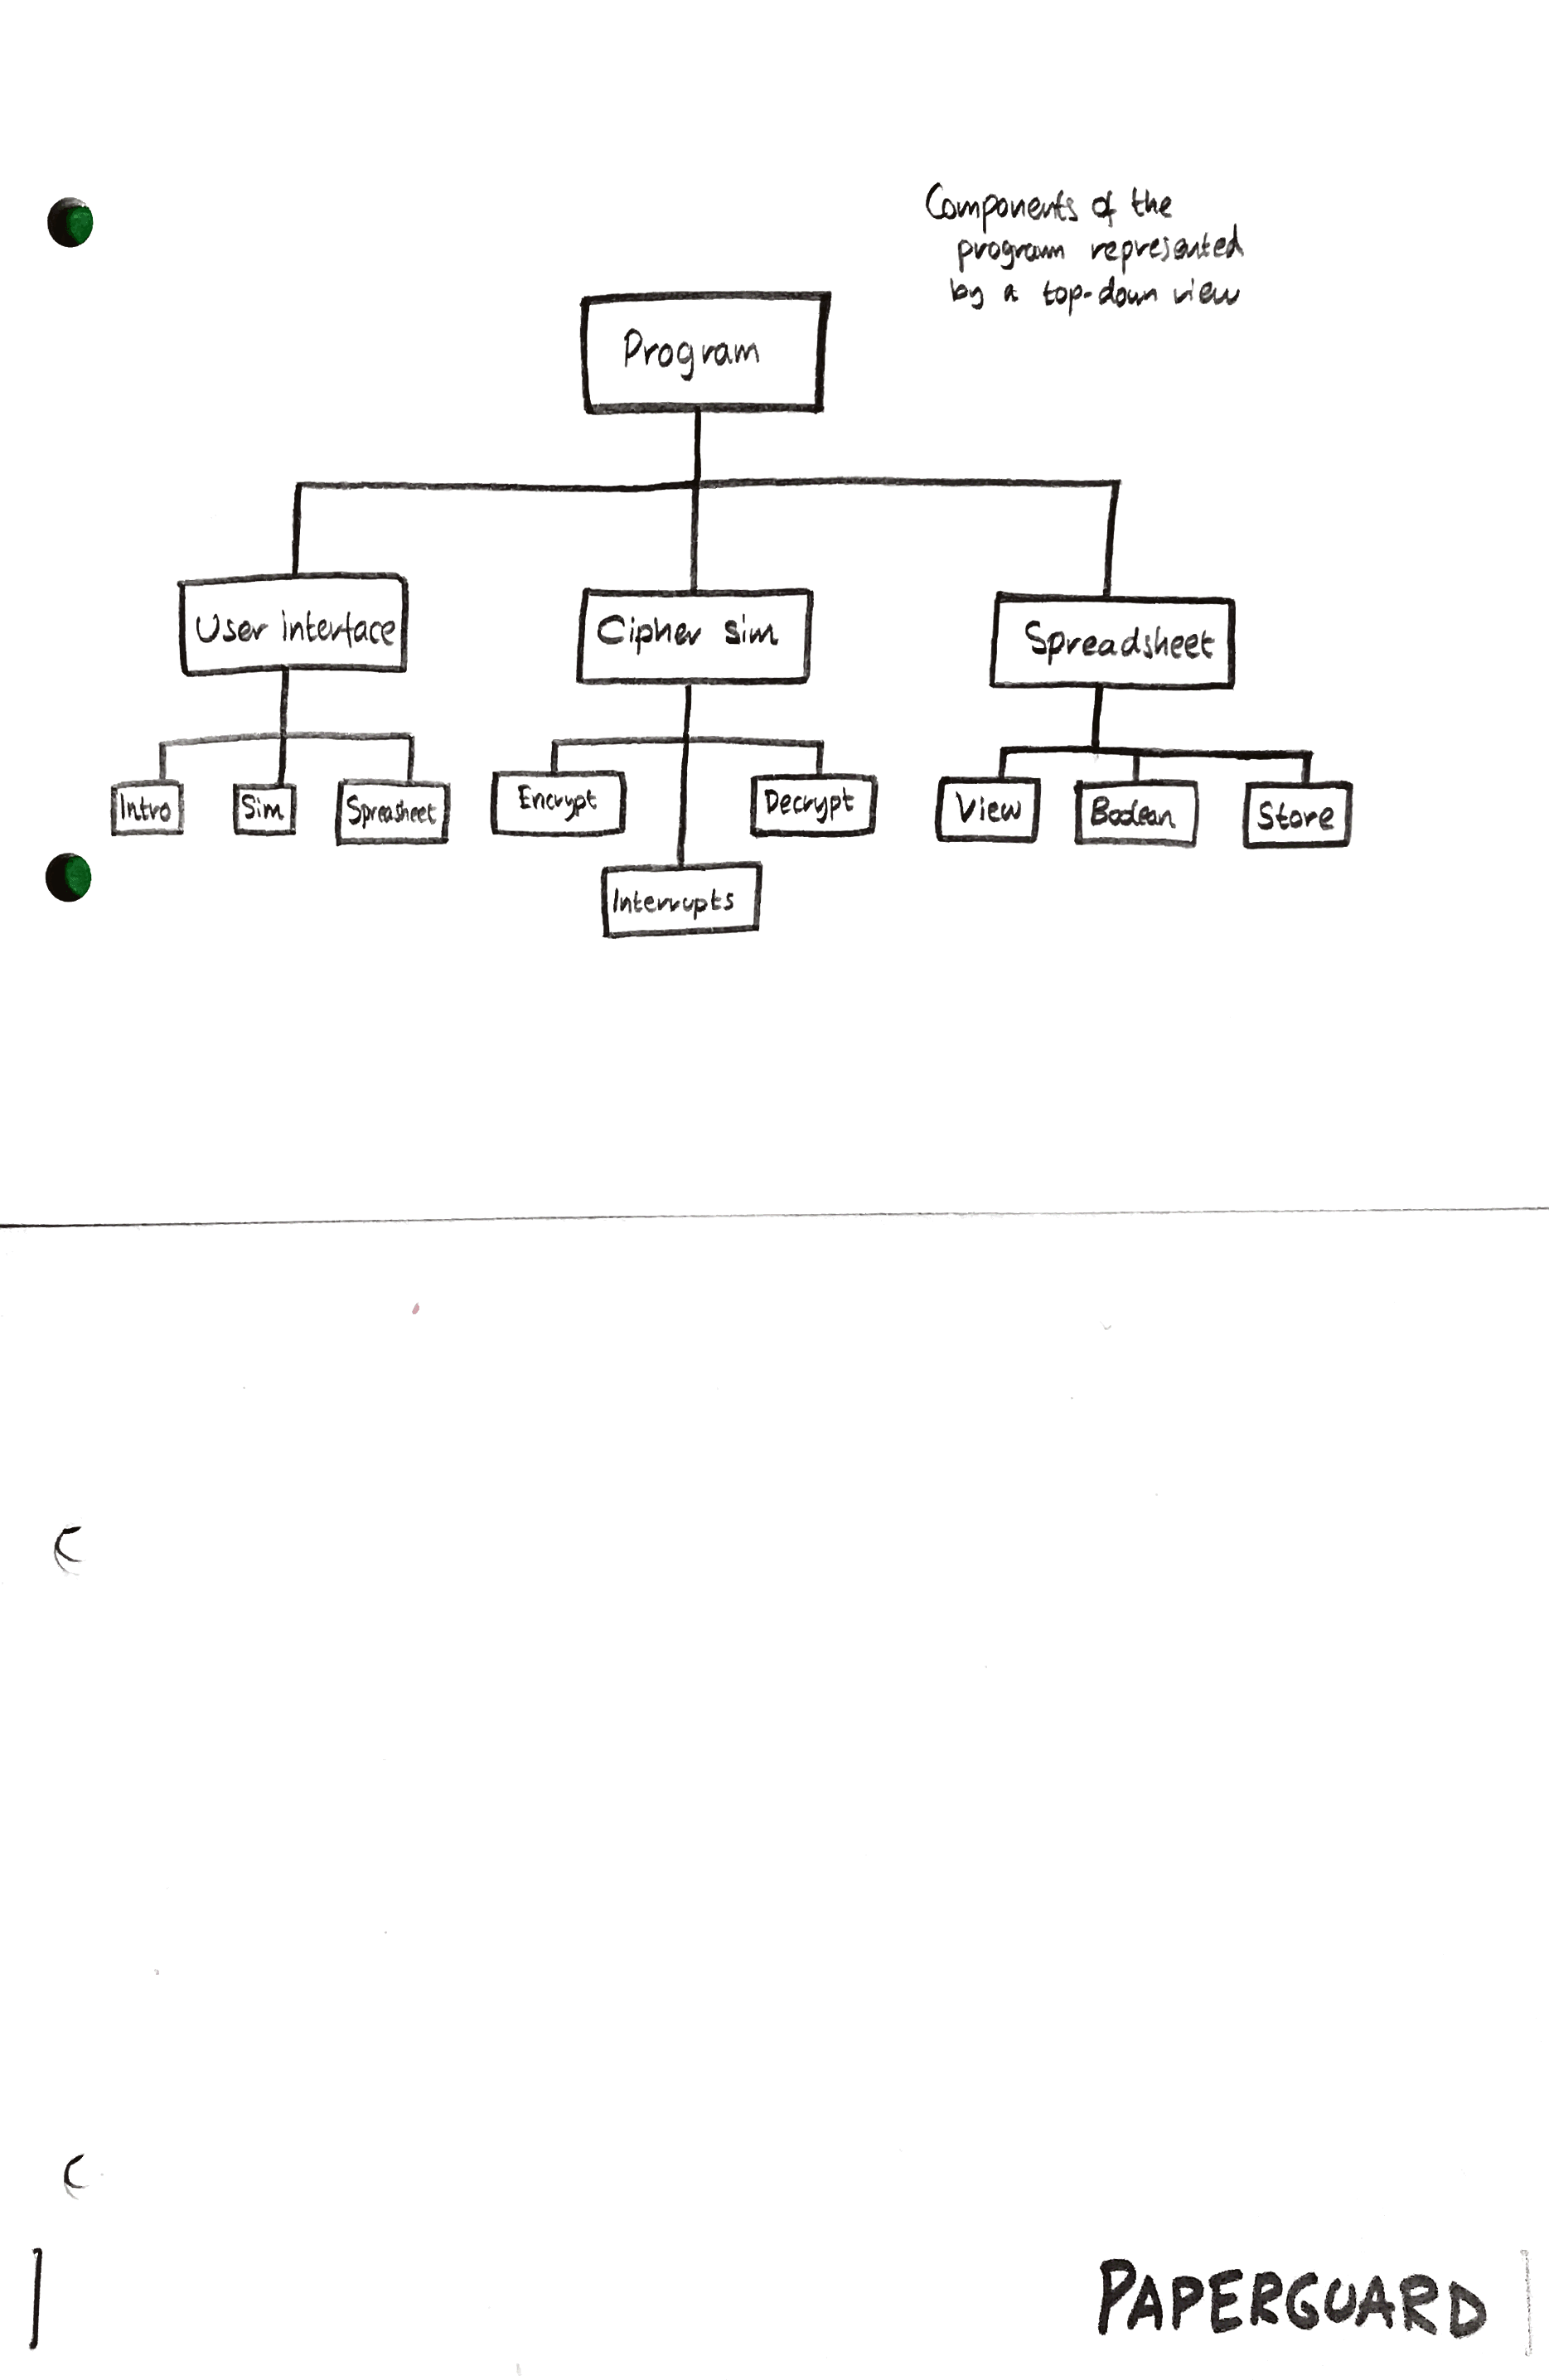 Components of the
program represented
by a top-down view
Program
User interface
Cipher sim
Spreadsheet
Intro
Sim
Spreasheet
Encrypt
Decrypt
Interrupts
View
Boolean
Store
PAPERGUARD